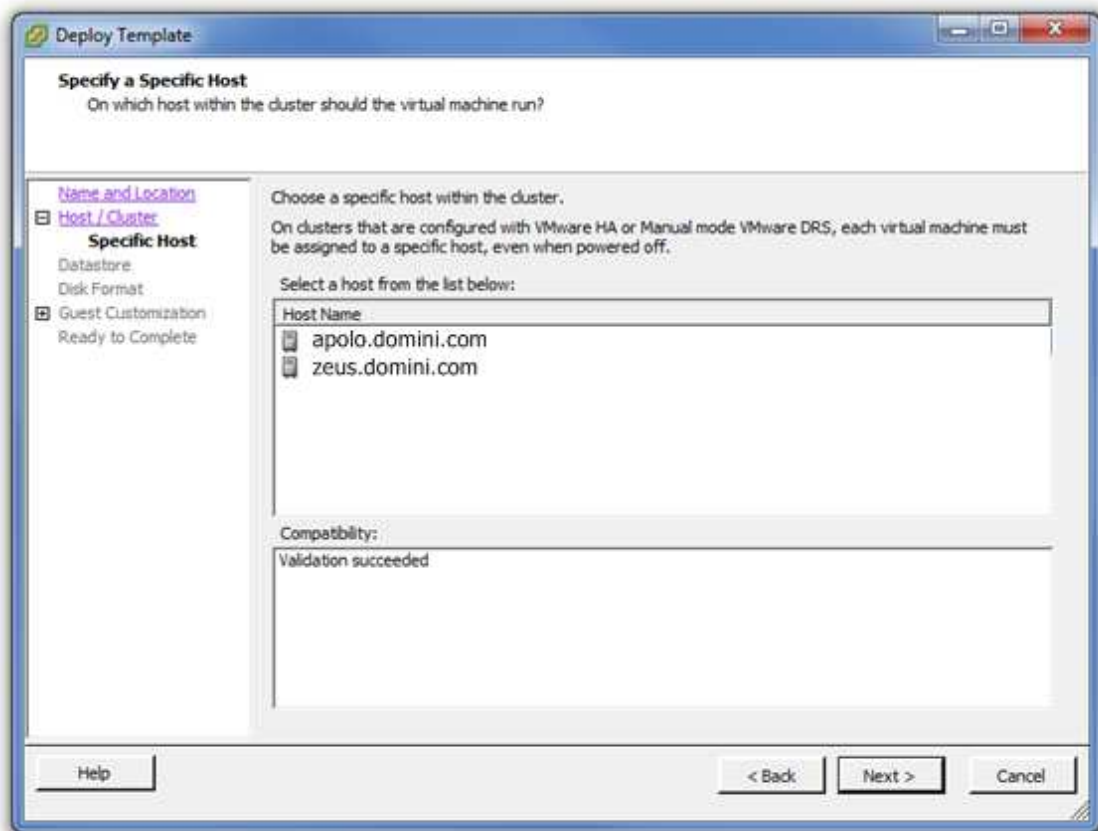 Deploy Template
Specify a Specific Host
On which host within the cluster should the virtual machine run?
Name and Location
Host / Cluster
Specific Host
Datastore
Disk Format
Guest Customization
Ready to Complete
Choose a specific host within the cluster.
On clusters that are configured with VMware HA or Manual mode VMware DRS, each virtual machine must
be assigned to a specific host, even when powered off.
Select a host from the list below:
Host Name
apolo.domini.com
zeus.domini.com
Compatibility:
Validation succeeded
Help
< Back
Next >
Cancel